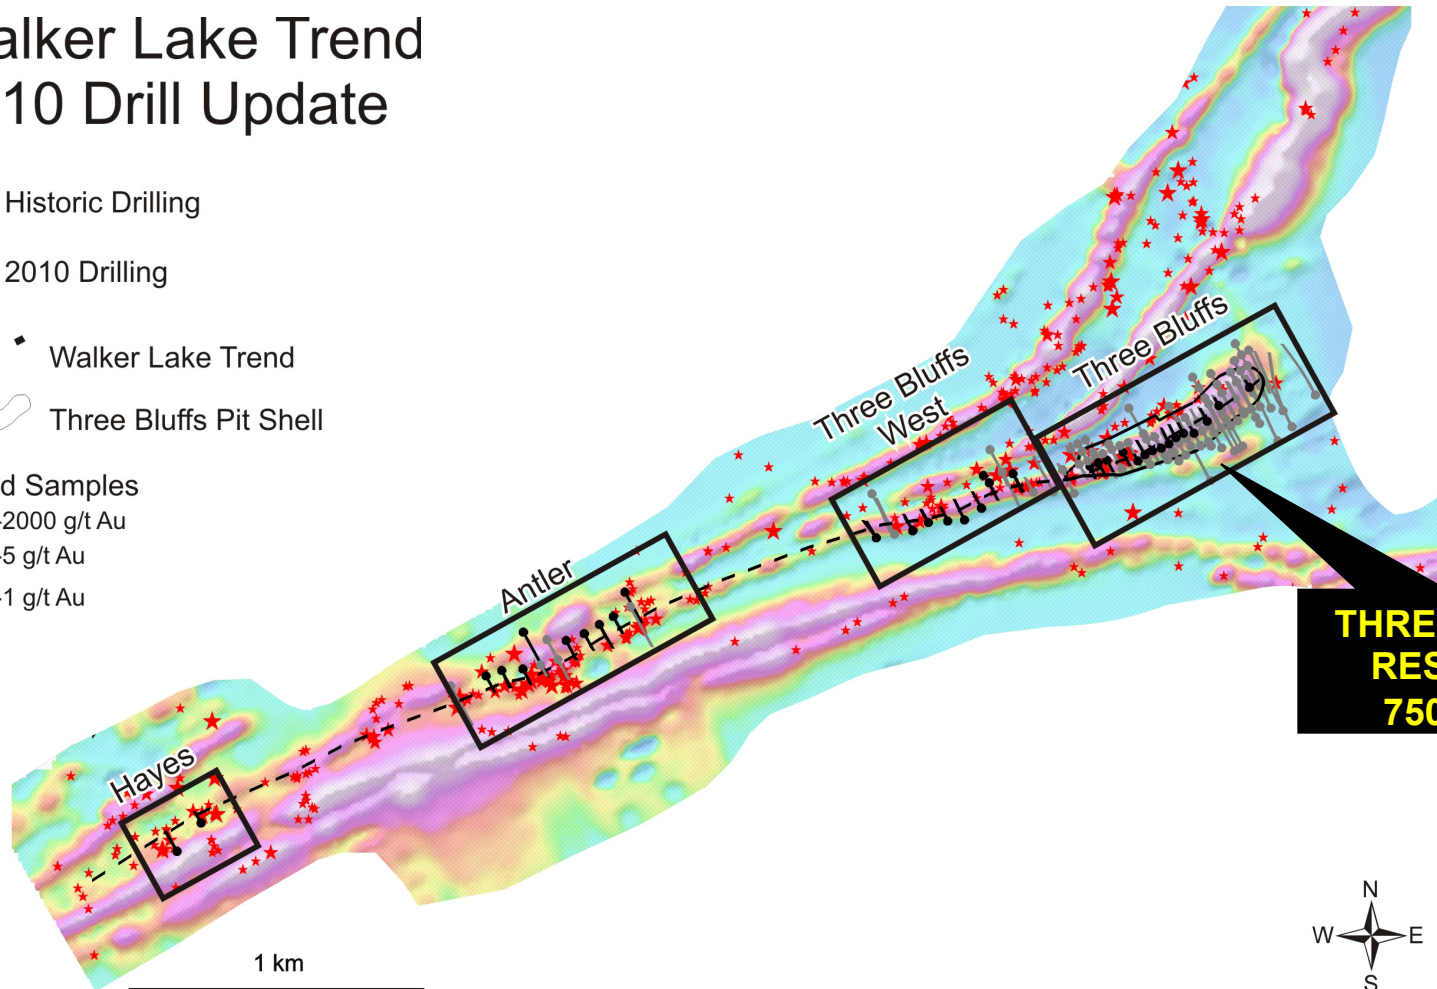 alker Lake Trend
10 Drill Update
Historic Drilling
2010 Drilling
Walker Lake Trend
Three Bluffs Pit Shell
d Samples
-2000 g/t Au
-5 g/t Au
-1 g/t Au
Three Bluffs
Three Bluffs
West
Antler
Hayes
THRE
RES
750
1 km
N
W E
S